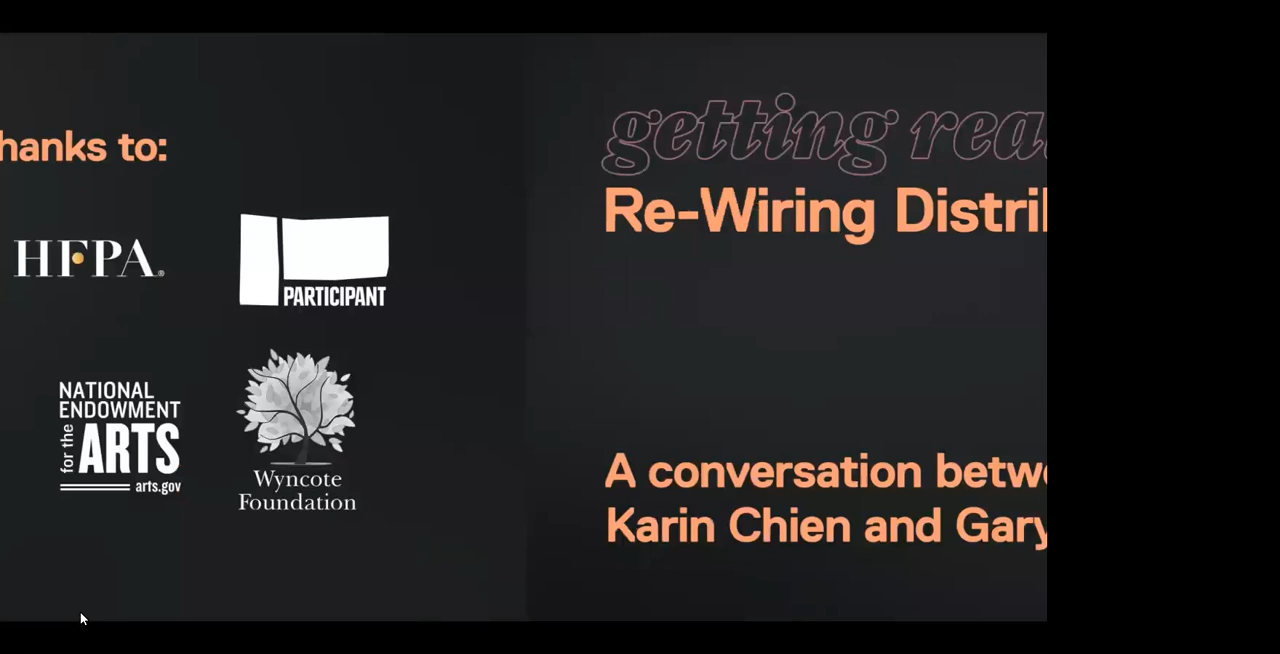 hanks to:
HFPA®
PARTICIPANT
NATIONAL
ENDOWMENT
for the
ARTS
arts.gov
Wyncote
Foundation
getting rea
Re-Wiring Distri
A conversation betw
Karin Chien and Gary